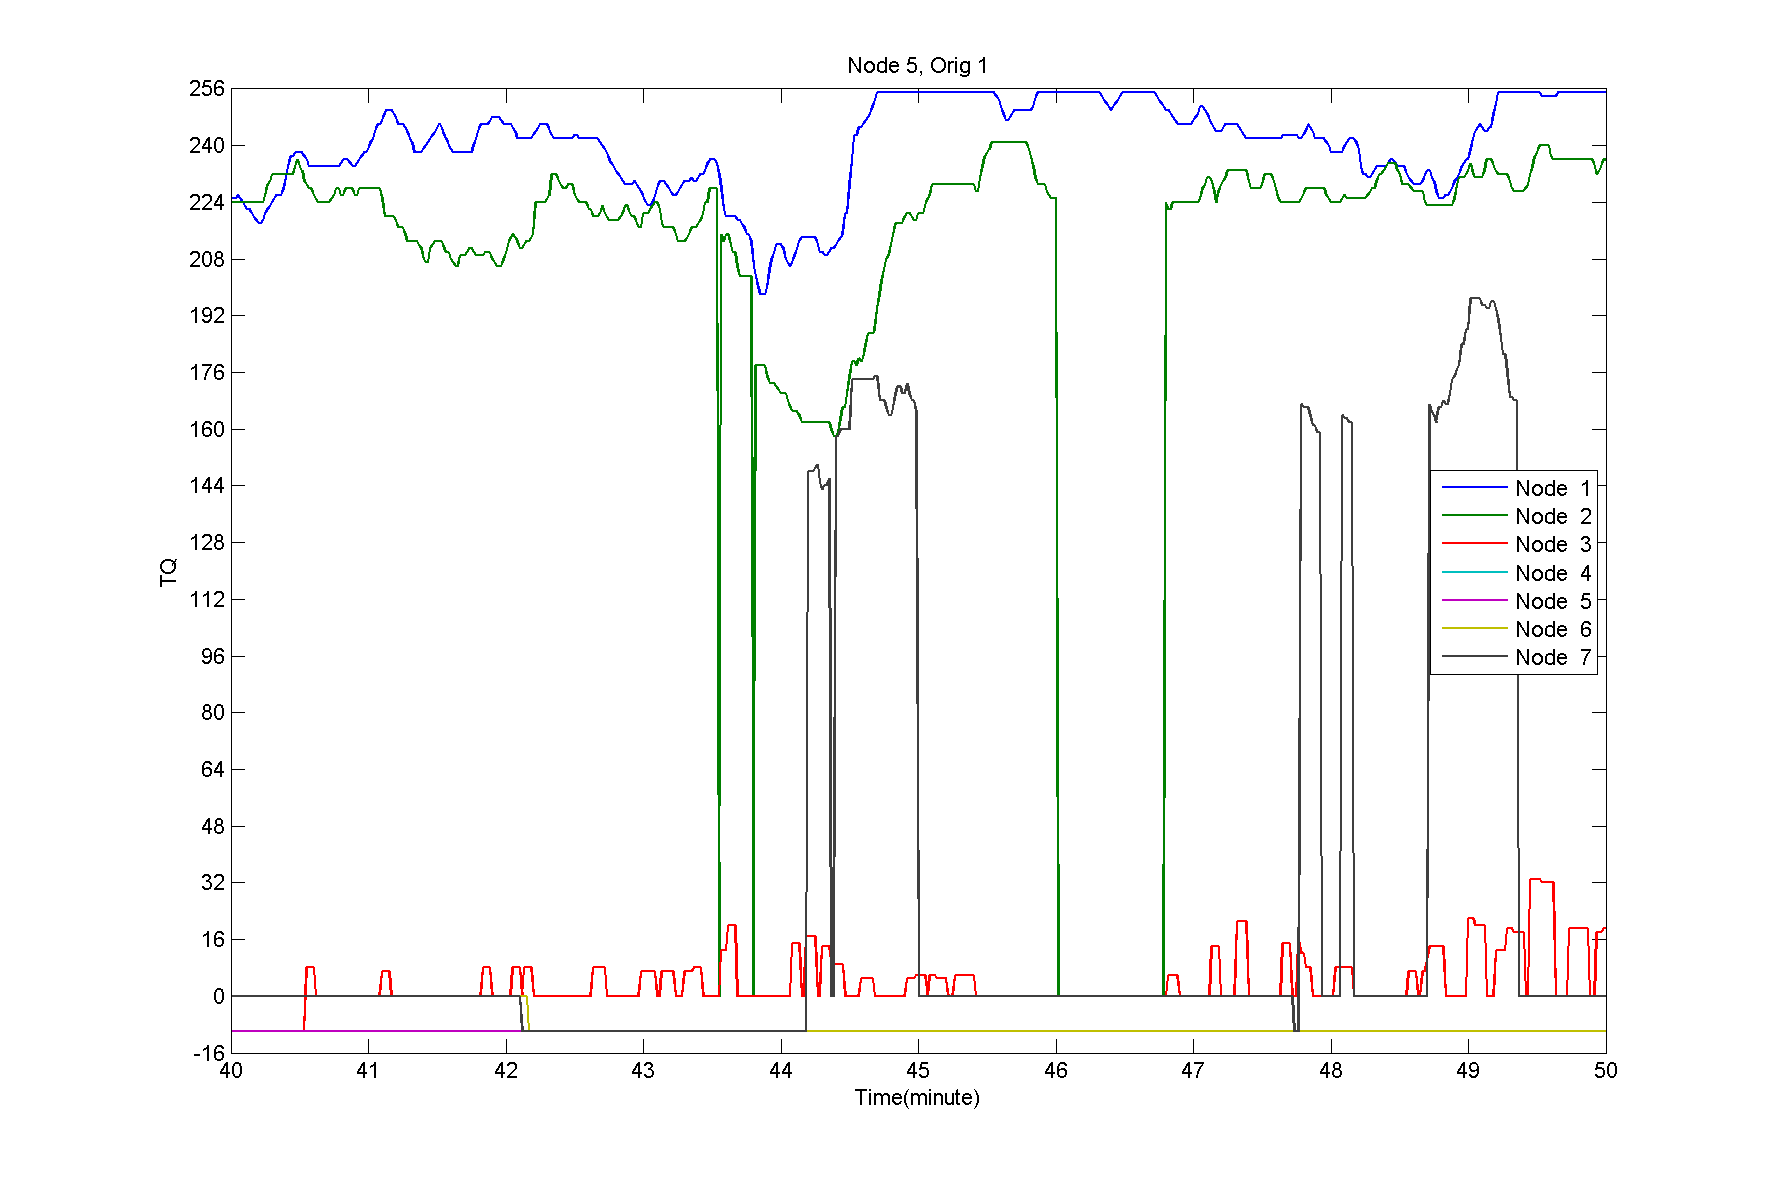 Node 5, Orig 1
256
240
224
208
192
176
160
144
128
112
96
80
64
48
32
16
0
-16
TQ
Node 1
Node 2
Node 3
Node 4
Node 5
Node 6
Node 7
40 41 42 43 44 45 46 47 48 49 50
Time(minute)